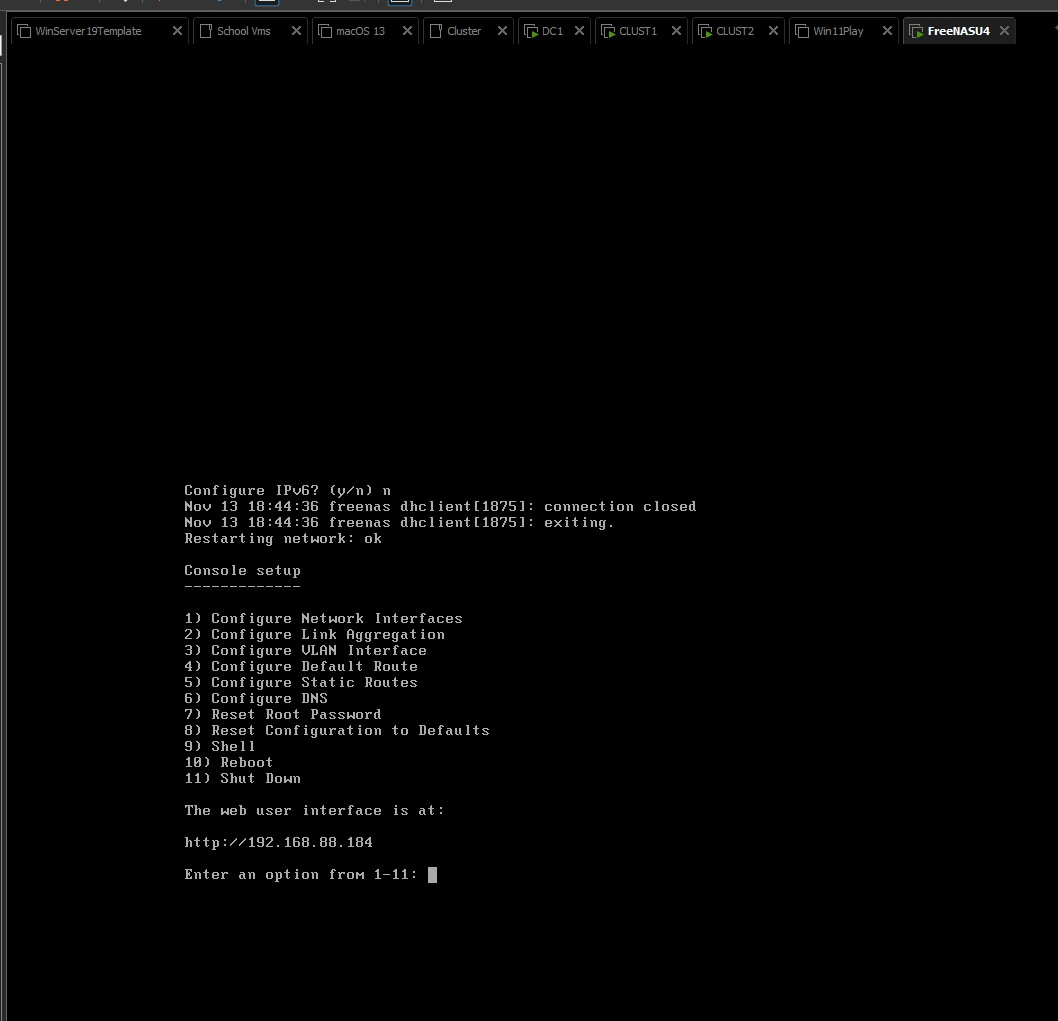 WinServer19Template School Vms macOS 13 Cluster DC1 CLUST1 CLUST2 Win11Play FreeNASU4
Configure IPv6? (y/n) n
Nov 13 18:44:36 freenas dhclient[1875]: connection closed
Nov 13 18:44:36 freenas dhclient[1875]: exiting.
Restarting network: ok
Console setup
-------------
1) Configure Network Interfaces
2) Configure Link Aggregation
3) Configure VLAN Interface
4) Configure Default Route
5) Configure Static Routes
6) Configure DNS
7) Reset Root Password
8) Reset Configuration to Defaults
9) Shell
10) Reboot
11) Shut Down
The web user interface is at:
http://192.168.88.184
Enter an option from 1-11: